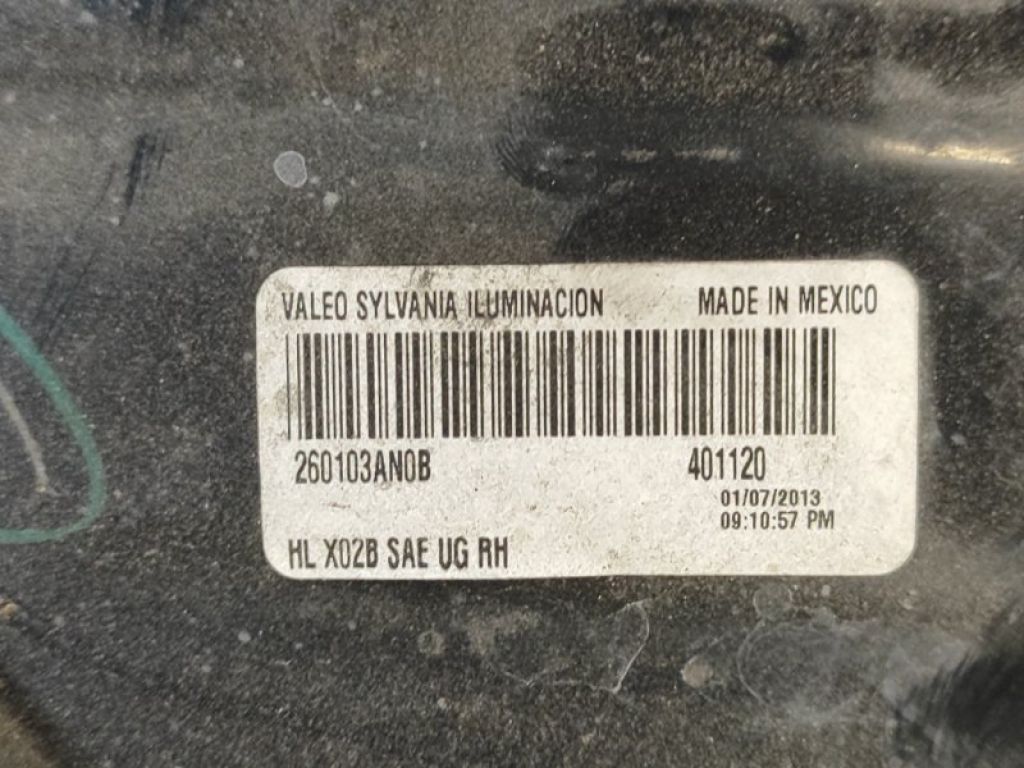 VALEO SYLVANIA ILUMINACION MADE IN MEXICO
260103AN0B 401120
01/07/2013
09:10:57 PM
HL X02B SAE UG RH